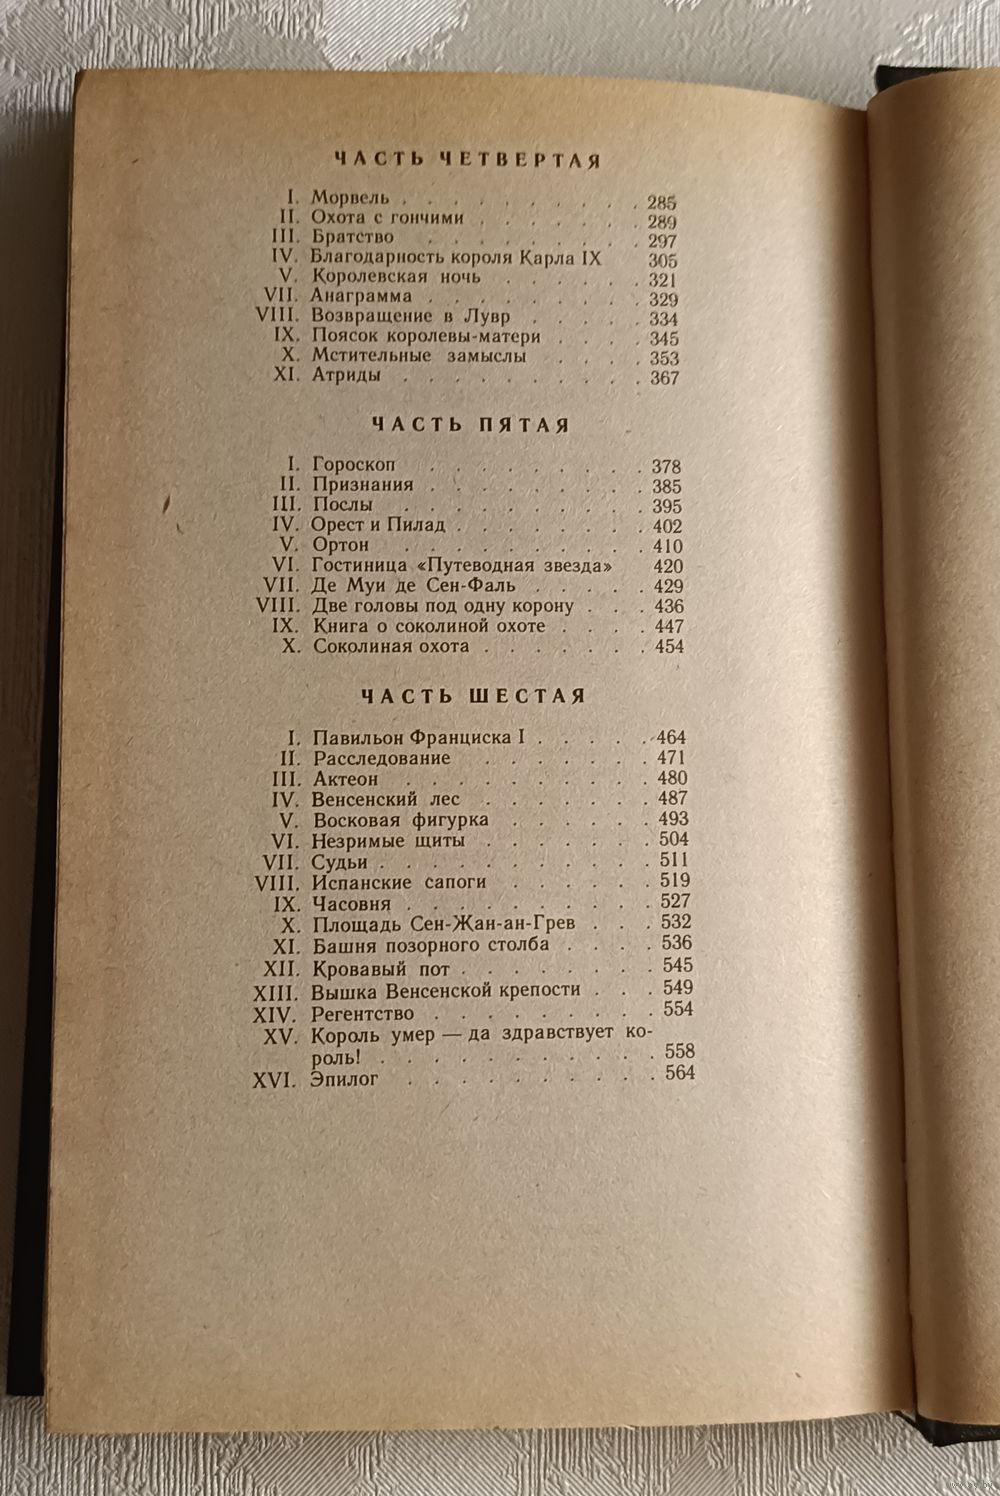 ЧАСТЬ ЧЕТВЕРТАЯ
I. Морвель . . . . . . . . . 285
II. Охота с гончими . . . . . . . 289
III. Братство . . . . . . . . . 297
IV. Благодарность короля Карла IX 305
V. Королевская ночь . . . . . . 321
VII. Анаграмма . . . . . . . . . 329
VIII. Возвращение в Лувр . . . . . 334
IX. Поясок королевы-матери . . . . 345
X. Мстительные замыслы . . . . 353
XI. Атриды . . . . . . . . . . 367
ЧАСТЬ ПЯТАЯ
I. Гороскоп . . . . . . . . . 378
II. Признания . . . . . . . . . 385
III. Послы . . . . . . . . . . 395
IV. Орест и Пилад . . . . . . . . 402
V. Ортон . . . . . . . . . . 410
VI. Гостиница «Путеводная звезда» 420
VII. Де Муи де Сен-Фаль . . . . . 429
VIII. Две головы под одну корону . . . 436
IX. Книга о соколиной охоте . . . . 447
X. Соколиная охота . . . . . . . 454
ЧАСТЬ ШЕСТАЯ
I. Павильон Франциска I . . . . . 464
II. Расследование . . . . . . . 471
III. Актеон . . . . . . . . . . 480
IV. Венсенский лес . . . . . . . 487
V. Восковая фигурка . . . . . . 493
VI. Незримые щиты . . . . . . . 504
VII. Судьи . . . . . . . . . . . 511
VIII. Испанские сапоги . . . . . . 519
IX. Часовня . . . . . . . . . . 527
X. Площадь Сен-Жан-ан-Грев . . . 532
XI. Башня позорного столба . . . . 536
XII. Кровавый пот . . . . . . . . 545
XIII. Вышка Венсенской крепости . . . 549
XIV. Регентство . . . . . . . . . 554
XV. Король умер — да здравствует ко-
роль! . . . . . . . . . . . 558
XVI. Эпилог . . . . . . . . . . 564